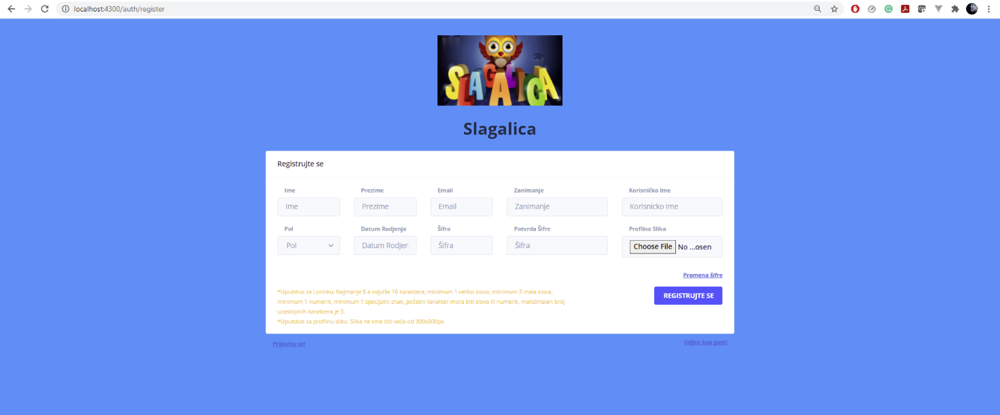 localhost:4300/auth/register
SLAGALICA
Slagalica
Registrujte se
Ime Prezime Email Zanimanje Korisničko Ime
Ime Prezime Email Zanimanje Korisnicko Ime
Pol Datum Rodjenja Šifra Potvrda Šifre Profilna Slika
Pol Datum Rodjen Šifra Šifra Choose File No ...osen
Promena šifre
*Uputstvo za Lozinku: Najmanje 8 a najviše 16 karaktera, minimum 1 veliko slovo, minimum 3 mala slova,
minimum 1 numerik, minimum 1 specijalni znak, početni karakter mora biti slovo ili numerik, maksimalan broj
uzastopnih karaktera je 3.
*Uputstvo za profilnu sliku: Slika ne sme biti veća od 300x300px
REGISTRUJTE SE
Prijavite se! Udjite kao gost!